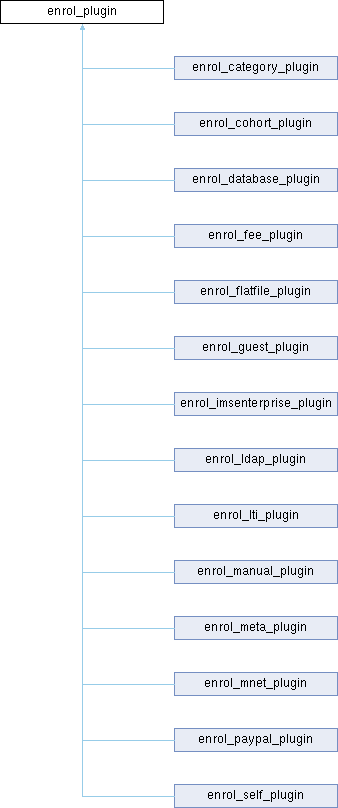 enrol_plugin
enrol_category_plugin
enrol_cohort_plugin
enrol_database_plugin
enrol_fee_plugin
enrol_flatfile_plugin
enrol_guest_plugin
enrol_imsenterprise_plugin
enrol_ldap_plugin
enrol_lti_plugin
enrol_manual_plugin
enrol_meta_plugin
enrol_mnet_plugin
enrol_paypal_plugin
enrol_self_plugin